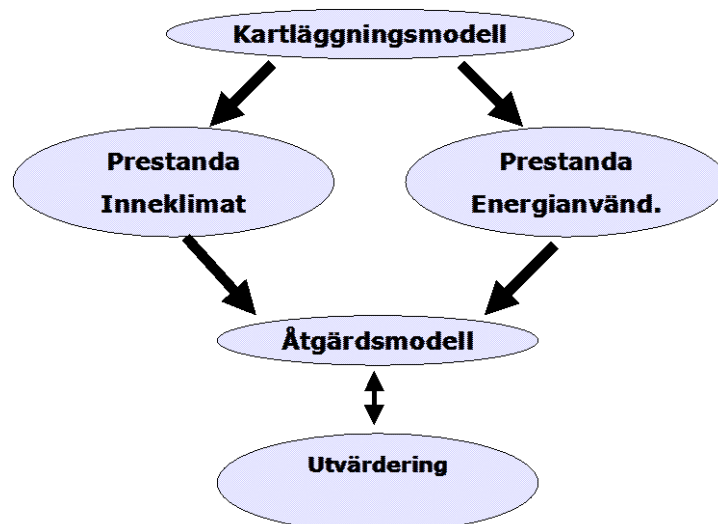 Kartläggningsmodell
Prestanda
Inneklimat
Prestanda
Energianvänd.
Åtgärdsmodell
Utvärdering